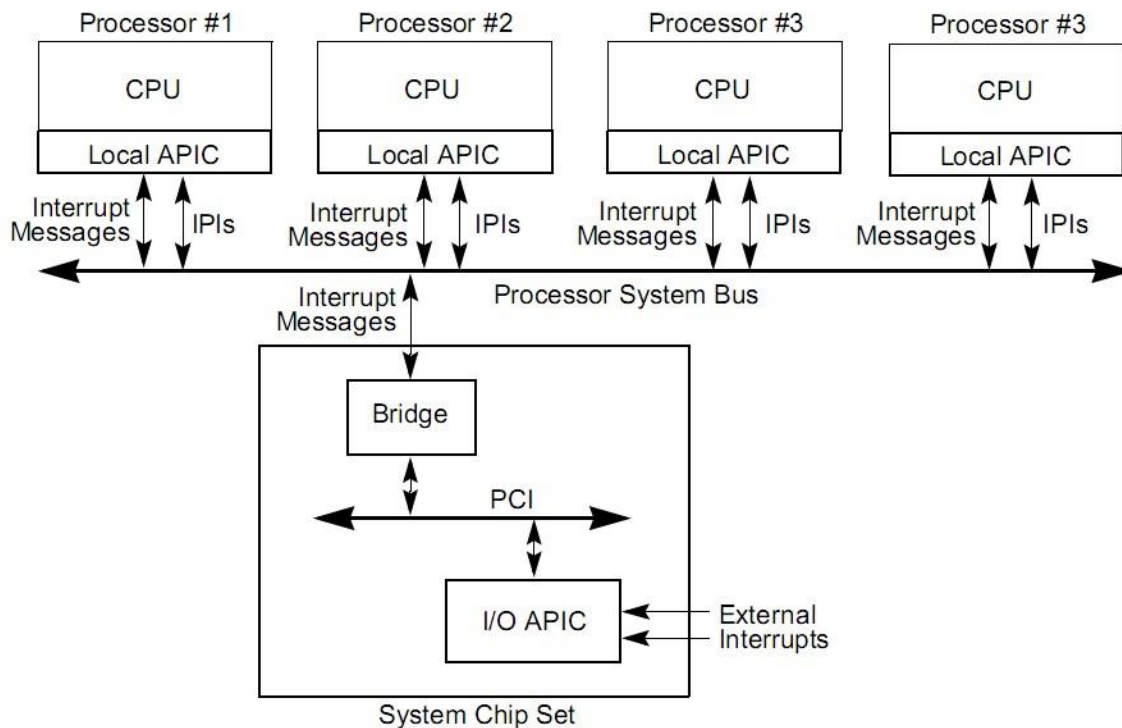 Processor #1
Processor #2
Processor #3
Processor #3
CPU
CPU
CPU
CPU
Local APIC
Local APIC
Local APIC
Local APIC
Interrupt
Messages
IPIs
Interrupt
Messages
IPIs
Interrupt
Messages
IPIs
Interrupt
Messages
IPIs
Processor System Bus
Interrupt
Messages
Bridge
PCI
I/O APIC
External
Interrupts
System Chip Set